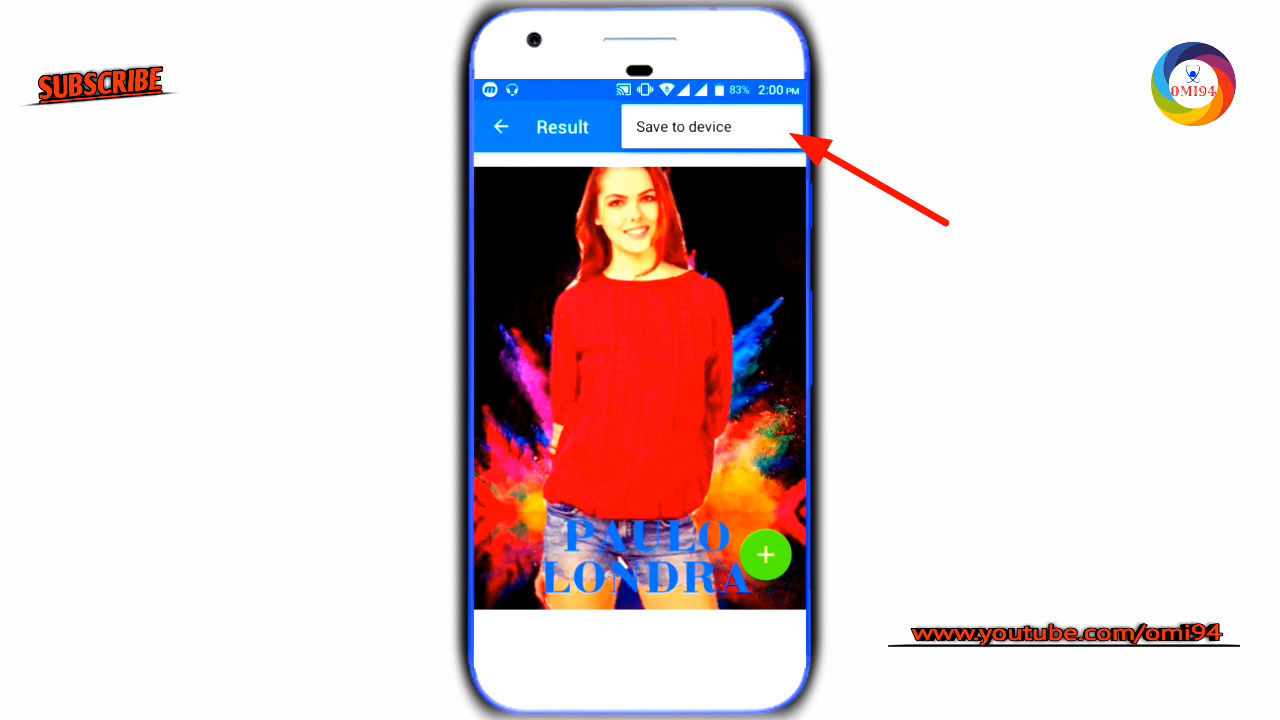 SUBSCRIBE
83% 2:00 PM
Result
Save to device
OMI94
PAULO
LONDRA
www.youtube.com/omi94